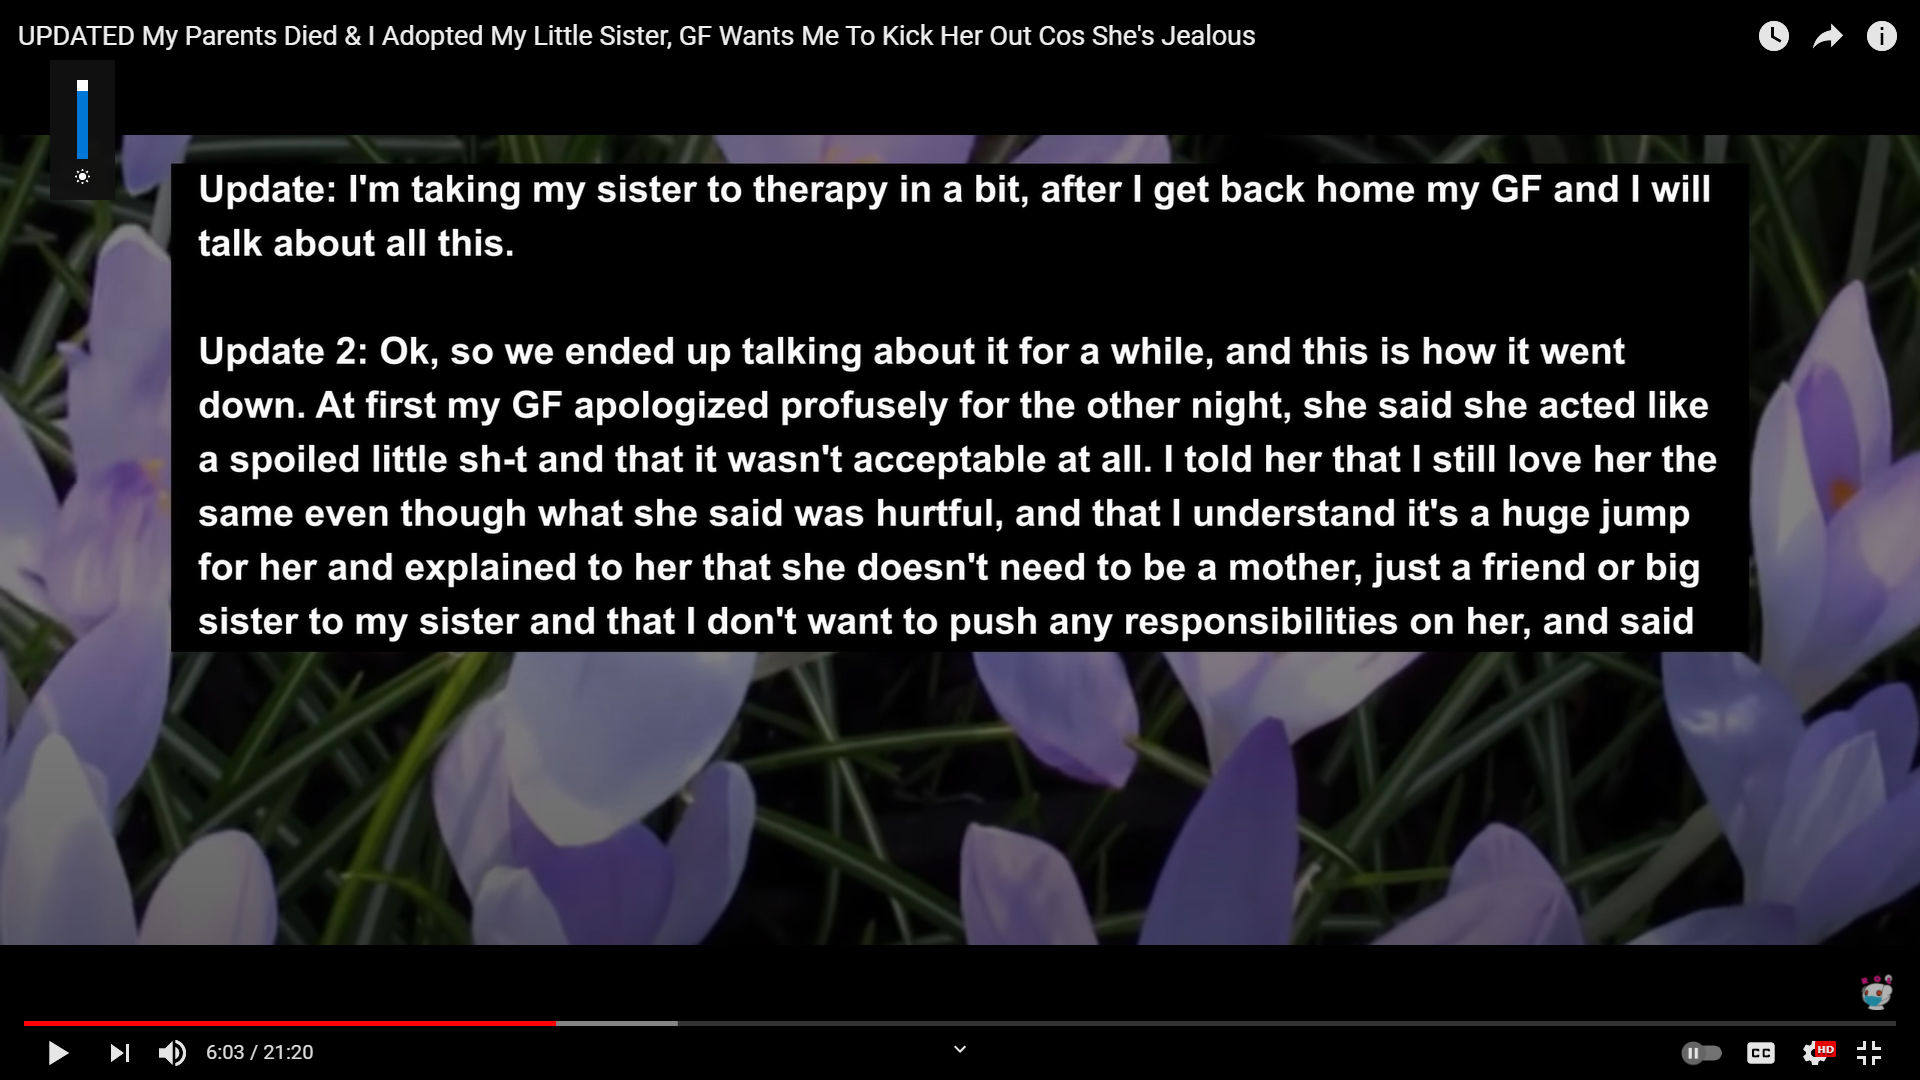 UPDATED My Parents Died & I Adopted My Little Sister, GF Wants Me To Kick Her Out Cos She's Jealous
Update: I'm taking my sister to therapy in a bit, after I get back home my GF and I will
talk about all this.
Update 2: Ok, so we ended up talking about it for a while, and this is how it went
down. At first my GF apologized profusely for the other night, she said she acted like
a spoiled little sh-t and that it wasn't acceptable at all. I told her that I still love her the
same even though what she said was hurtful, and that I understand it's a huge jump
for her and explained to her that she doesn't need to be a mother, just a friend or big
sister to my sister and that I don't want to push any responsibilities on her, and said
6:03 / 21:20
CC
HD